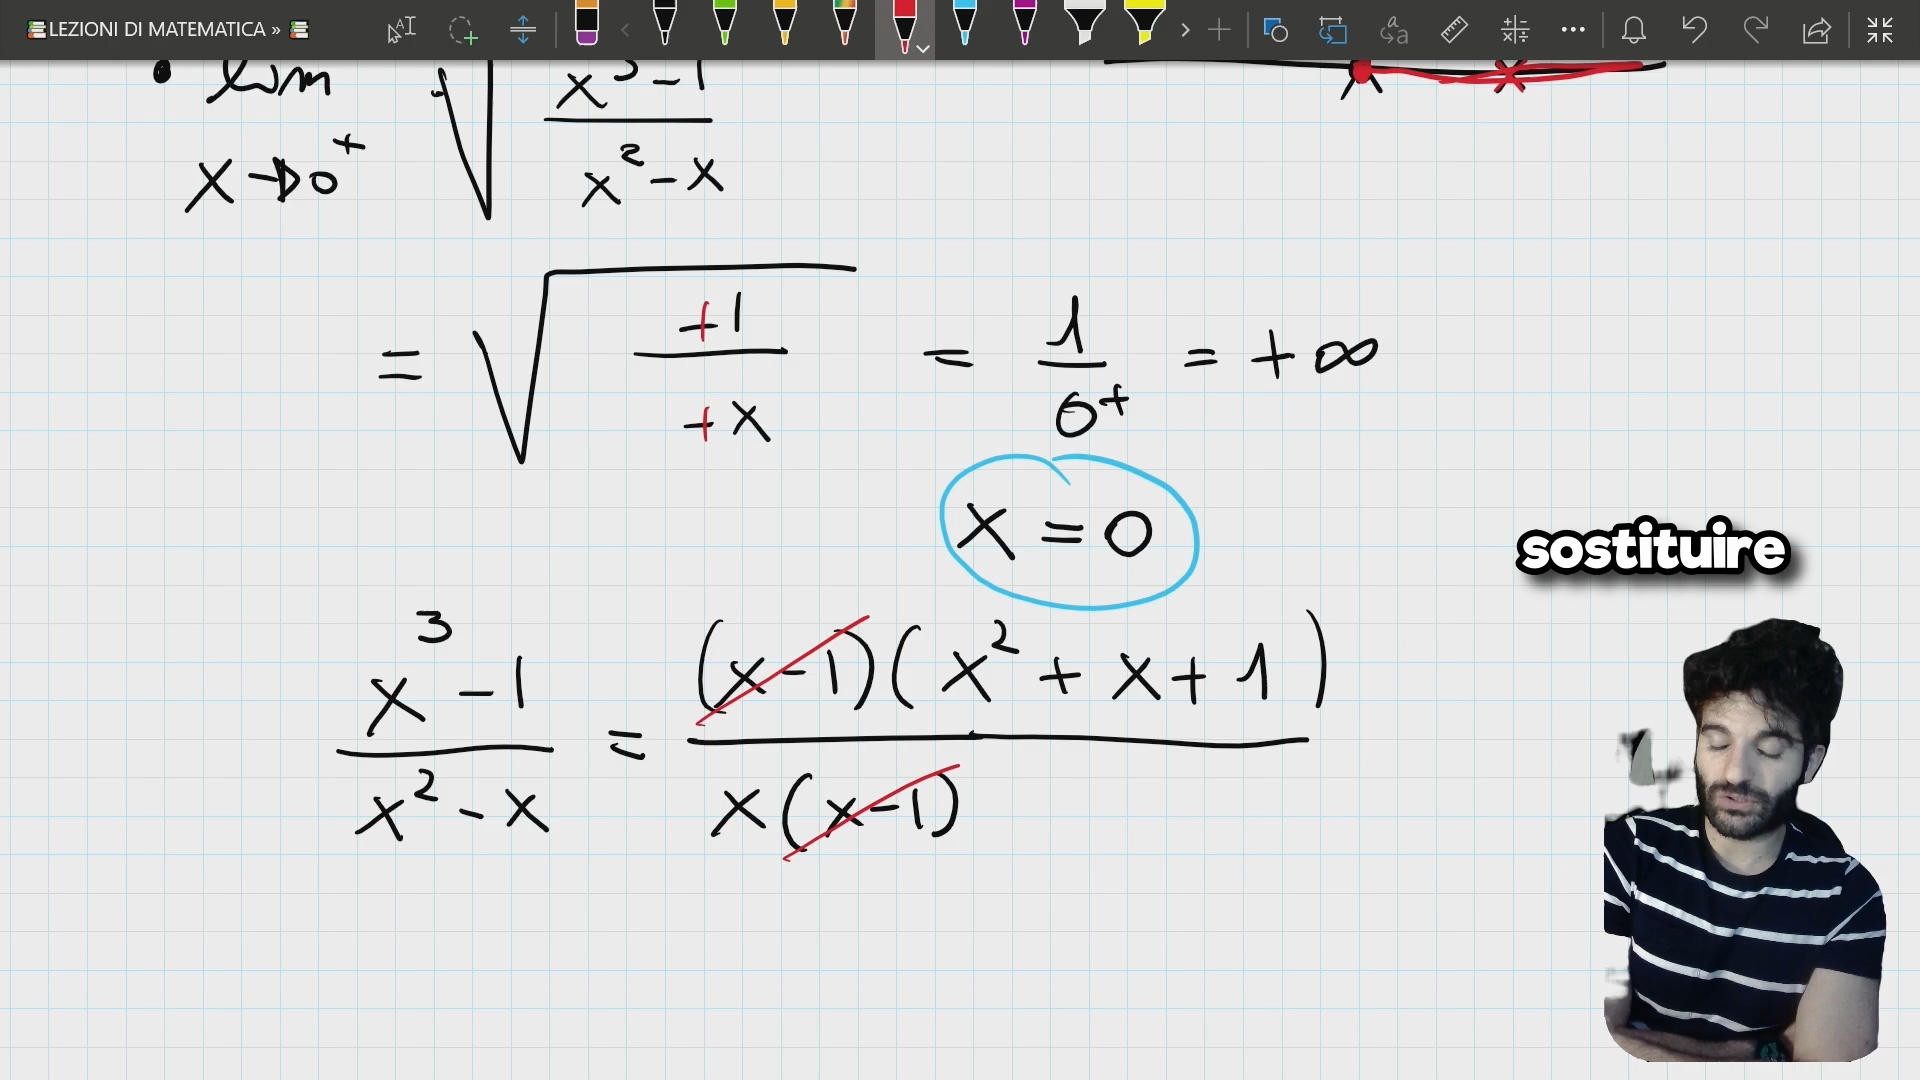 LEZIONI DI MATEMATICA »
• lim √ x³ - 1 / x² - x
x → 0⁺
= √ +1 / +x = 1 / 0⁺ = + ∞
x = 0
sostituire
x³ - 1 / x² - x = (x-1)(x² + x + 1) / x(x-1)